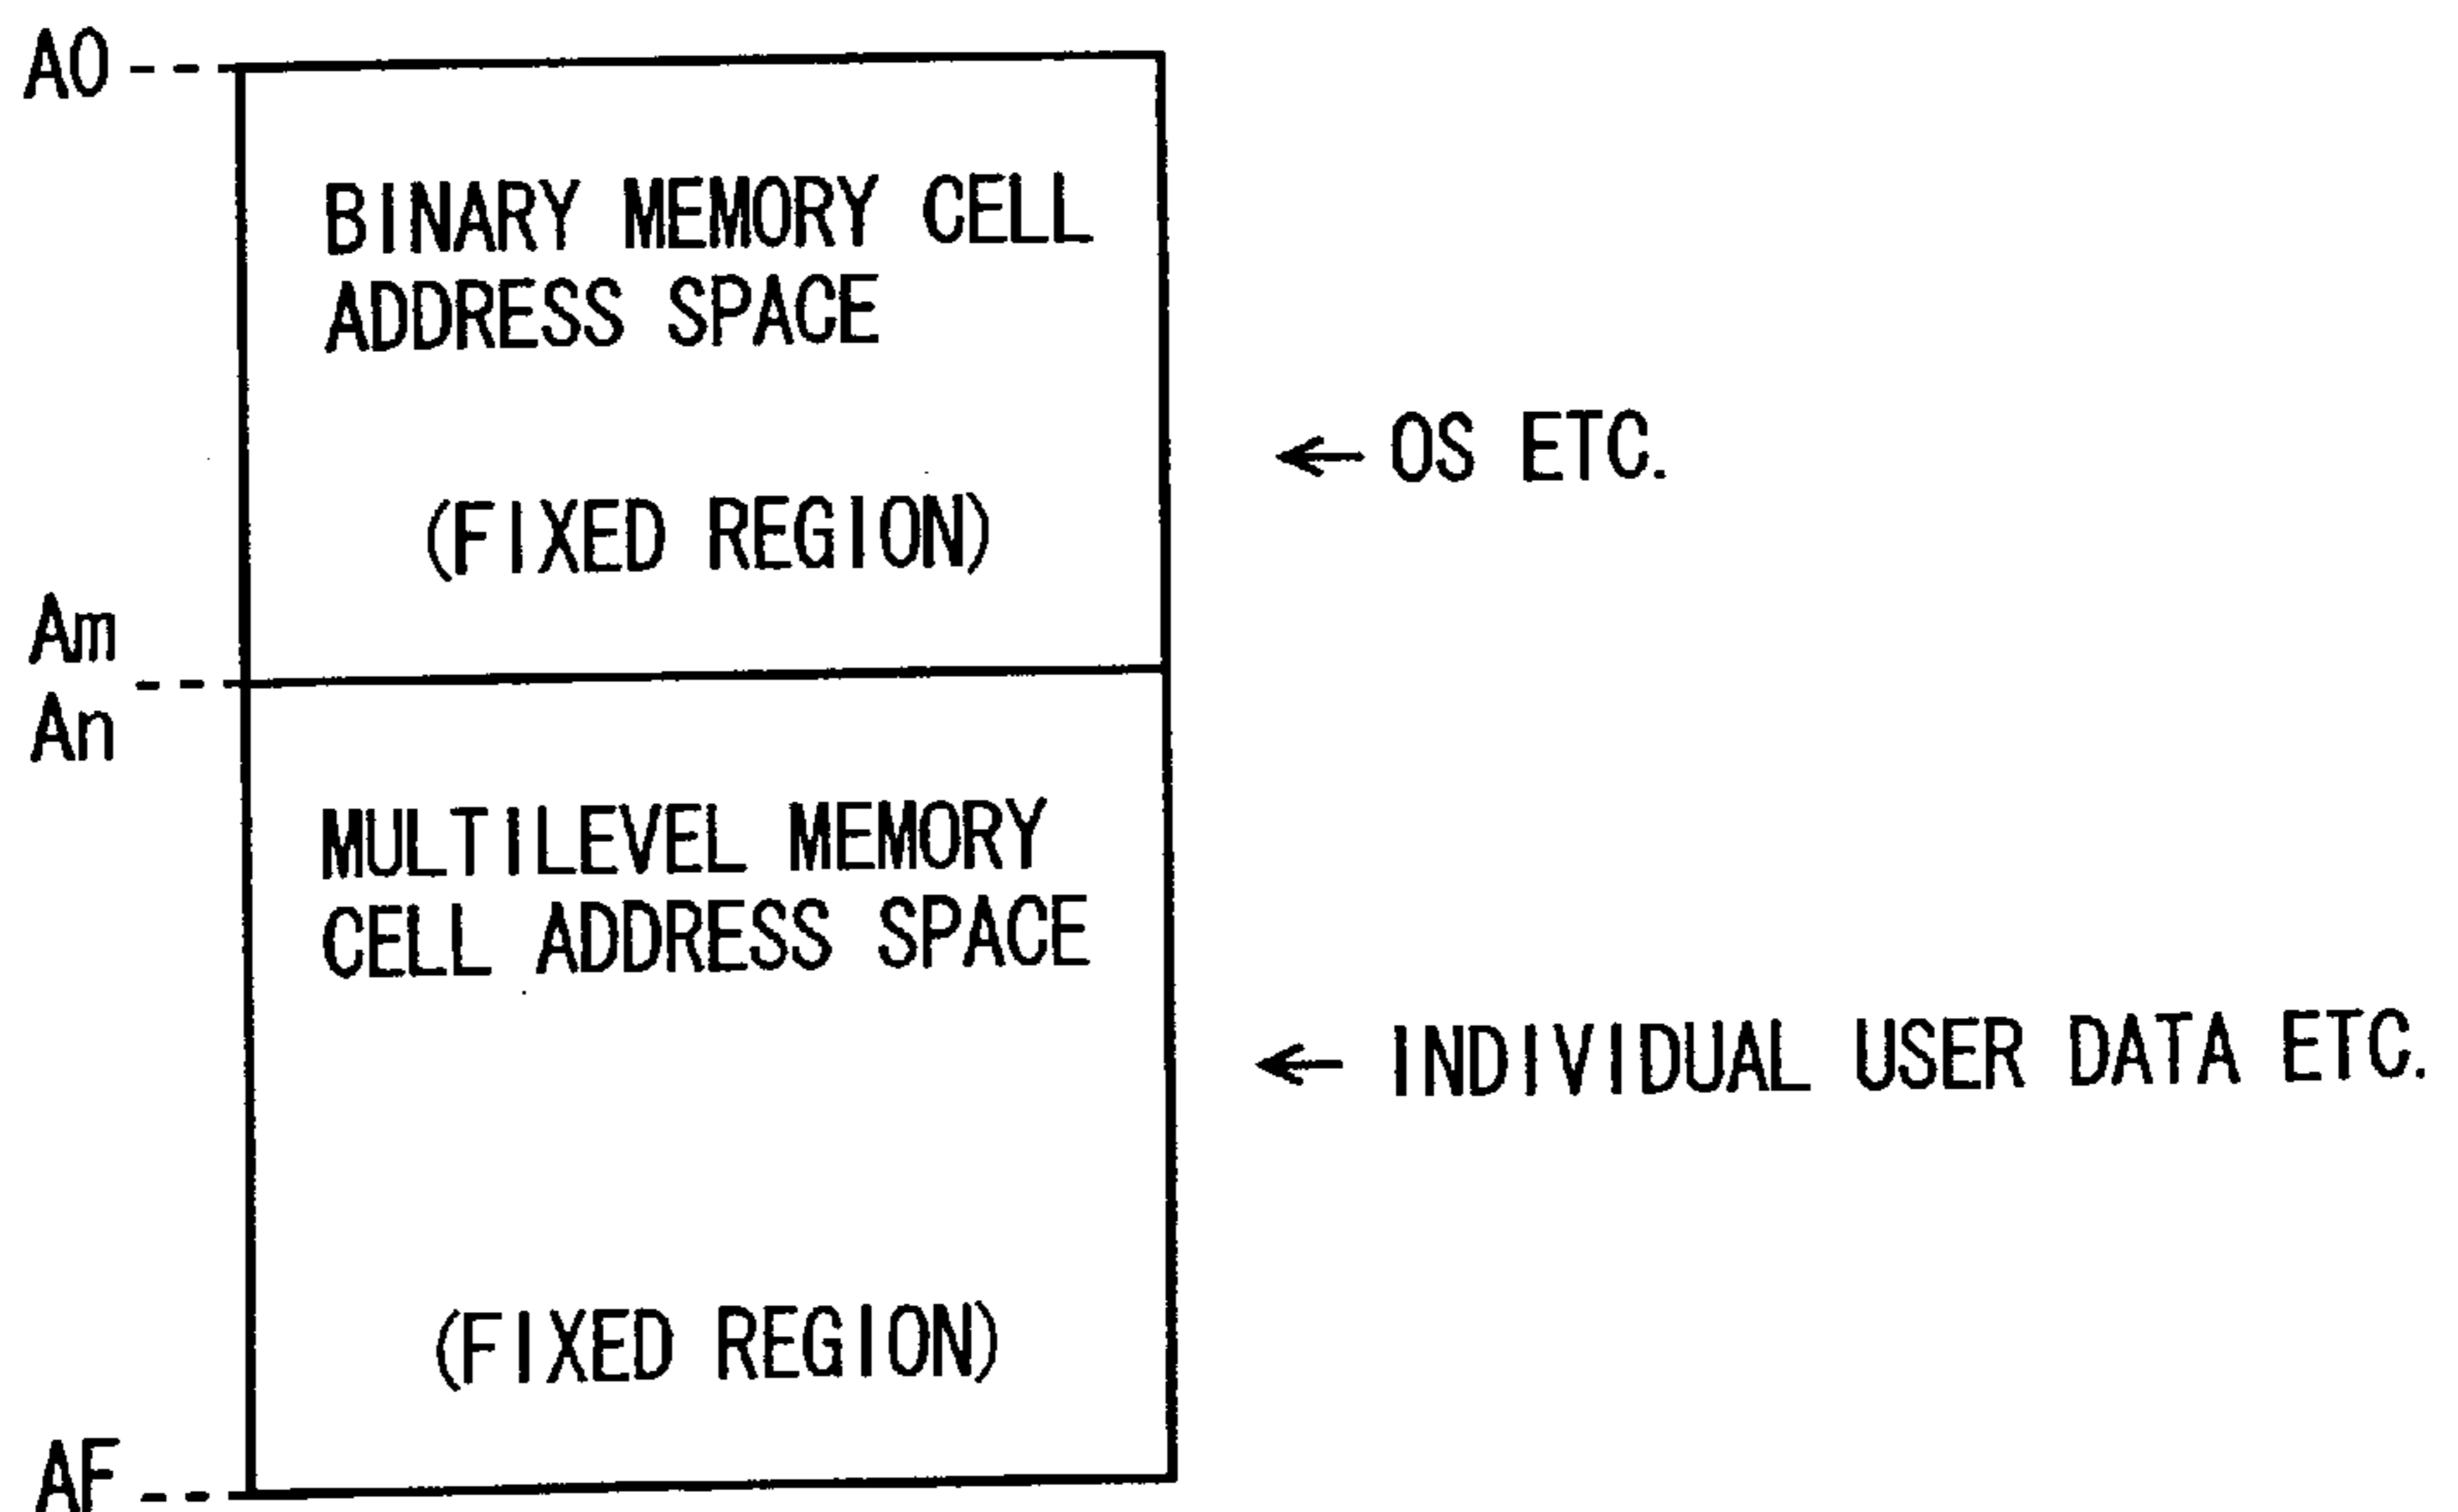 A0
BINARY MEMORY CELL
ADDRESS SPACE
← OS ETC.
(FIXED REGION)
Am
An
MULTILEVEL MEMORY
CELL ADDRESS SPACE
← INDIVIDUAL USER DATA ETC.
(FIXED REGION)
AF